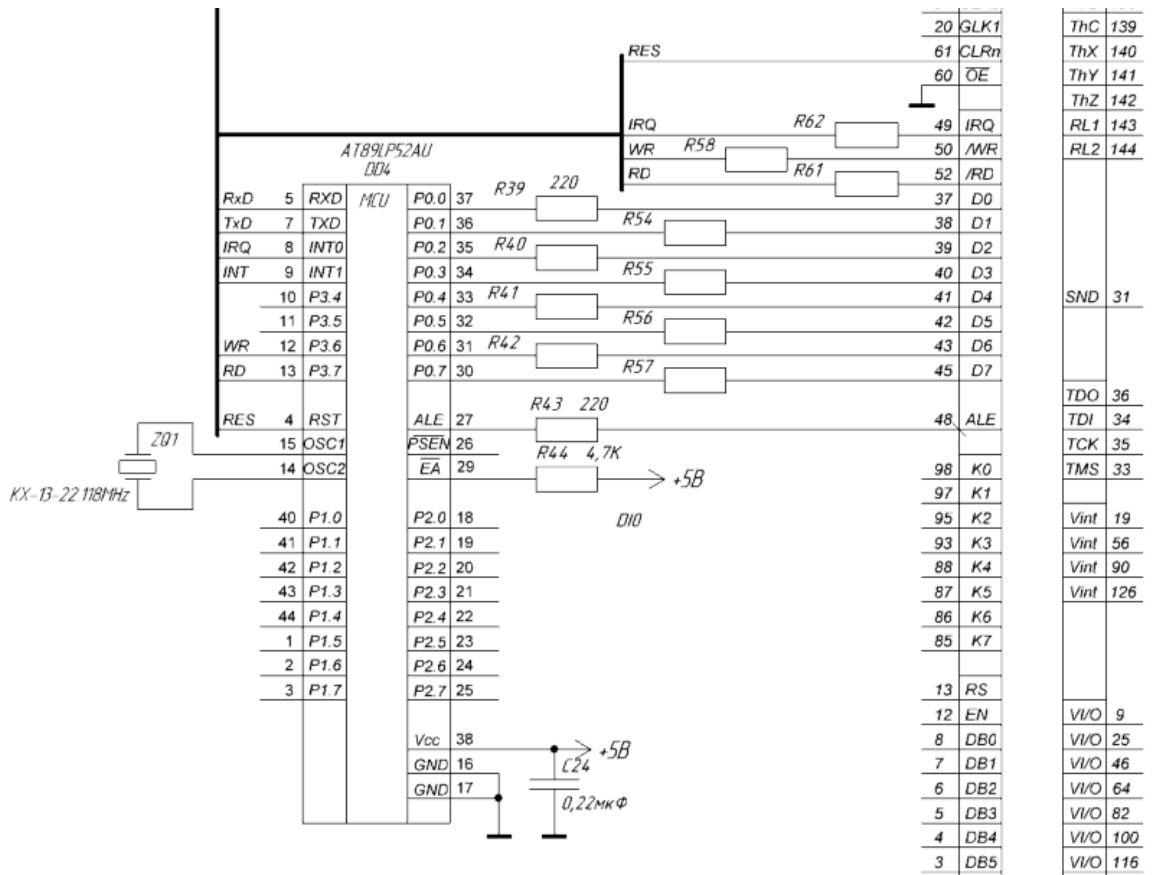 20 GLK1 ThC 139
RES 61 CLRn ThX 140
60 OE ThY 141
ThZ 142
IRQ R62 49 IRQ RL1 143
WR R58 50 /WR RL2 144
AT89LP52AU
DD4
RD R61 52 /RD
RxD 5 RXD MCU P0.0 37 R39 220 37 D0
TxD 7 TXD P0.1 36 R54 38 D1
IRQ 8 INT0 P0.2 35 R40 39 D2
INT 9 INT1 P0.3 34 R55 40 D3
10 P3.4 P0.4 33 R41 41 D4 SND 31
11 P3.5 P0.5 32 R56 42 D5
WR 12 P3.6 P0.6 31 R42 43 D6
RD 13 P3.7 P0.7 30 R57 45 D7
TDO 36
RES 4 RST ALE 27 R43 220 48 ALE TDI 34
ZQ1 15 OSC1 PSEN 26 TCK 35
14 OSC2 EA 29 R44 4,7K +5В 98 K0 TMS 33
KX-13-22.118MHz
97 K1
40 P1.0 P2.0 18 DIO 95 K2 Vint 19
41 P1.1 P2.1 19 93 K3 Vint 56
42 P1.2 P2.2 20 88 K4 Vint 90
43 P1.3 P2.3 21 87 K5 Vint 126
44 P1.4 P2.4 22 86 K6
1 P1.5 P2.5 23 85 K7
2 P1.6 P2.6 24
3 P1.7 P2.7 25 13 RS
12 EN VI/O 9
Vcc 38 +5В 8 DB0 VI/O 25
GND 16 C24 7 DB1 VI/O 46
GND 17 0,22мкФ 6 DB2 VI/O 64
5 DB3 VI/O 82
4 DB4 VI/O 100
3 DB5 VI/O 116